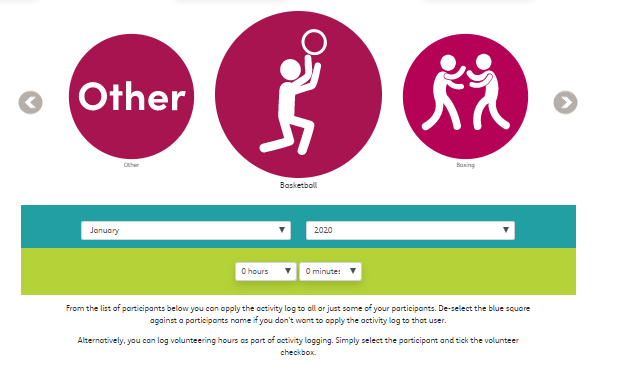 Other
Other
Basketball
Boxing
January
2020
0 hours
0 minutes
From the list of participants below you can apply the activity log to all or just some of your participants. De-select the blue square
against a participants name if you don't want to apply the activity log to that user.
Alternatively, you can log volunteering hours as part of activity logging. Simply select the participant and tick the volunteer
checkbox.